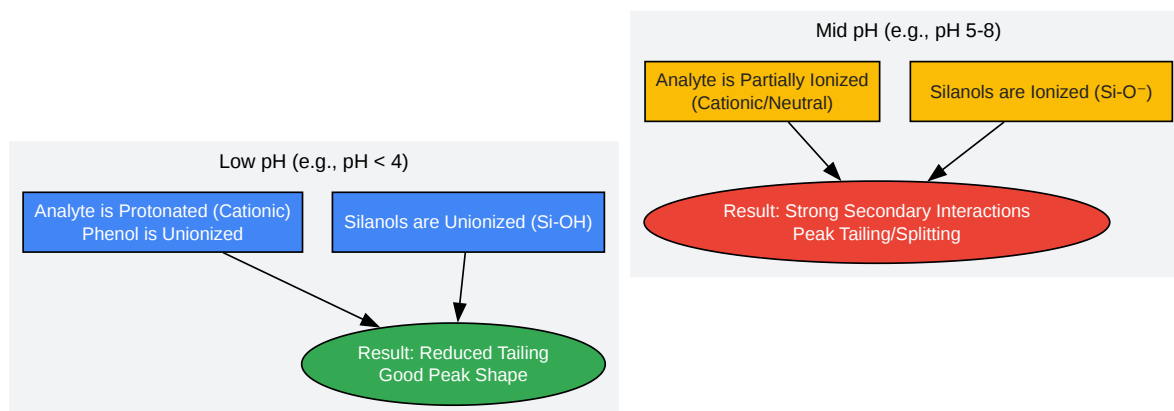 Low pH (e.g., pH < 4)
Analyte is Protonated (Cationic)
Phenol is Unionized
Silanols are Unionized (Si-OH)
Result: Reduced Tailing
Good Peak Shape
Mid pH (e.g., pH 5-8)
Analyte is Partially Ionized
(Cationic/Neutral)
Silanols are Ionized (Si-O⁻)
Result: Strong Secondary Interactions
Peak Tailing/Splitting